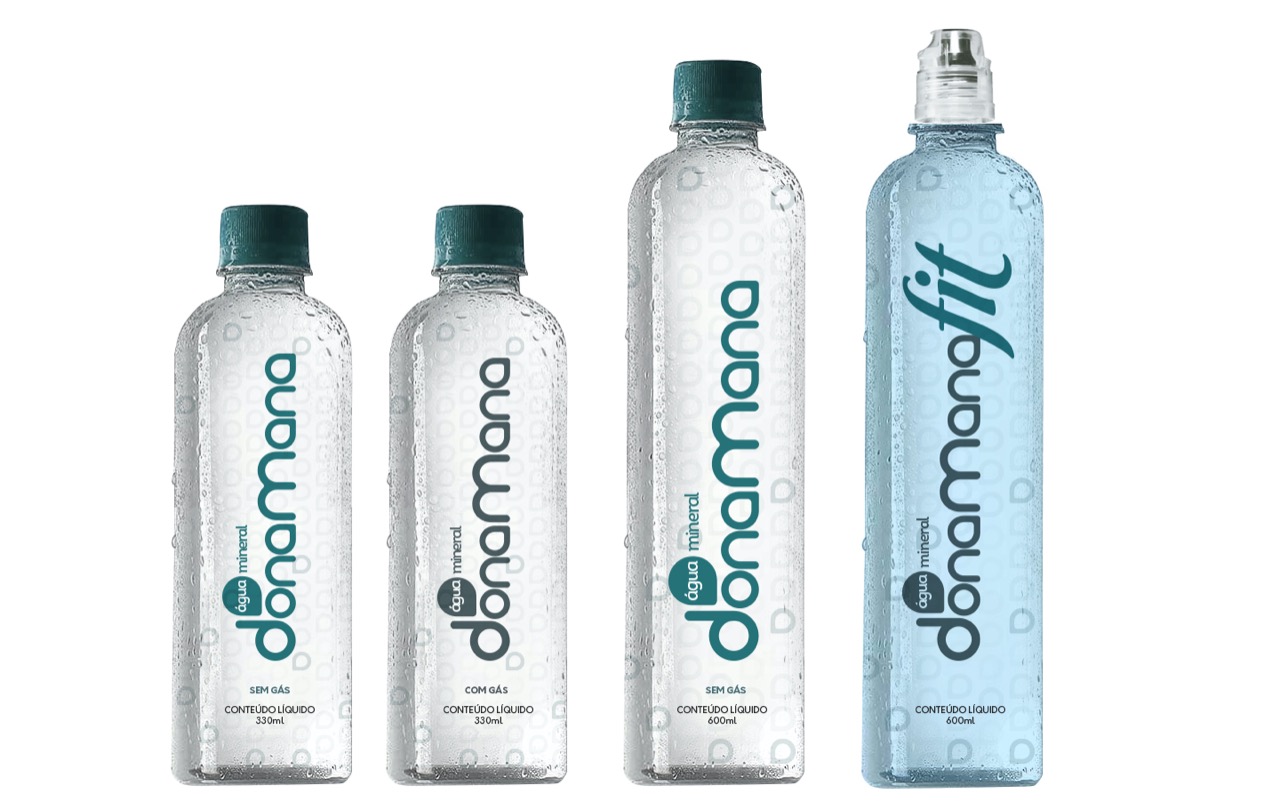 água mineral
donamana
SEM GÁS
CONTEÚDO LÍQUIDO
330ml
água mineral
donamana
COM GÁS
CONTEÚDO LÍQUIDO
330ml
água mineral
donamana
SEM GÁS
CONTEÚDO LÍQUIDO
600ml
água mineral
donamanafit
CONTEÚDO LÍQUIDO
600ml